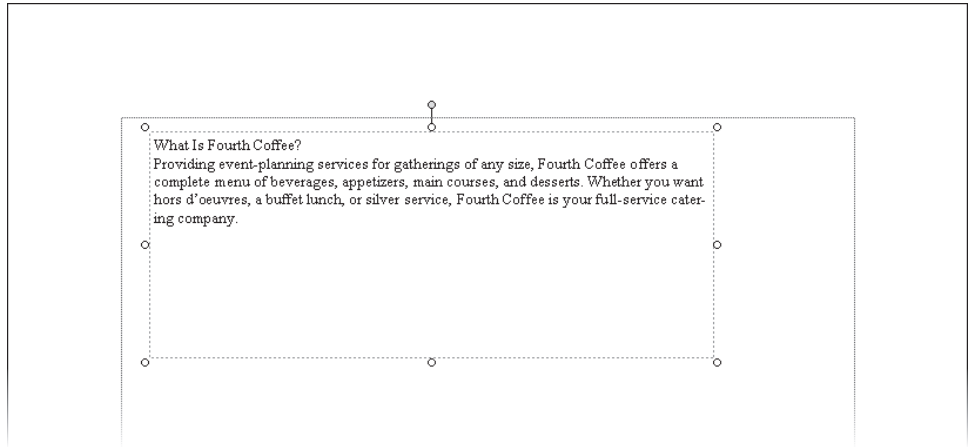 What Is Fourth Coffee?
Providing event-planning services for gatherings of any size, Fourth Coffee offers a
complete menu of beverages, appetizers, main courses, and desserts. Whether you want
hors d’oeuvres, a buffet lunch, or silver service, Fourth Coffee is your full-service cater-
ing company.